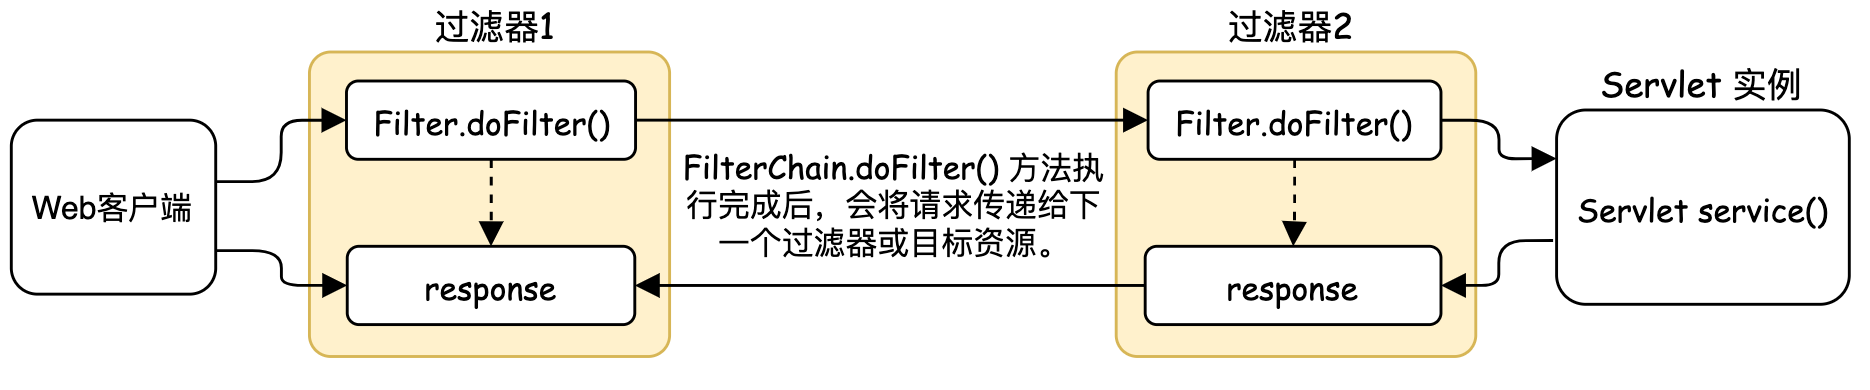 过滤器1
过滤器2
Servlet 实例
Filter.doFilter()
Filter.doFilter()
FilterChain.doFilter() 方法执
行完成后，会将请求传递给下
一个过滤器或目标资源。
Web客户端
Servlet service()
response
response